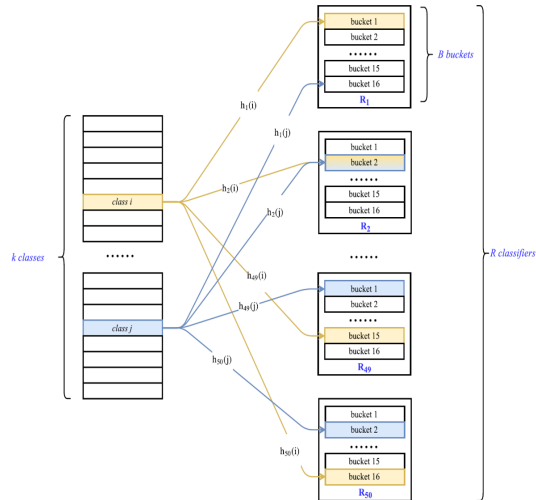 bucket 1
bucket 2
......
bucket 15
bucket 16
R1
B buckets
h1(i)
h1(j)
bucket 1
bucket 2
......
bucket 15
bucket 16
R2
h2(i)
h2(j)
class i
......
k classes
class j
......
R classifiers
h49(i)
h49(j)
bucket 1
bucket 2
......
bucket 15
bucket 16
R49
h50(j)
h50(i)
bucket 1
bucket 2
......
bucket 15
bucket 16
R50